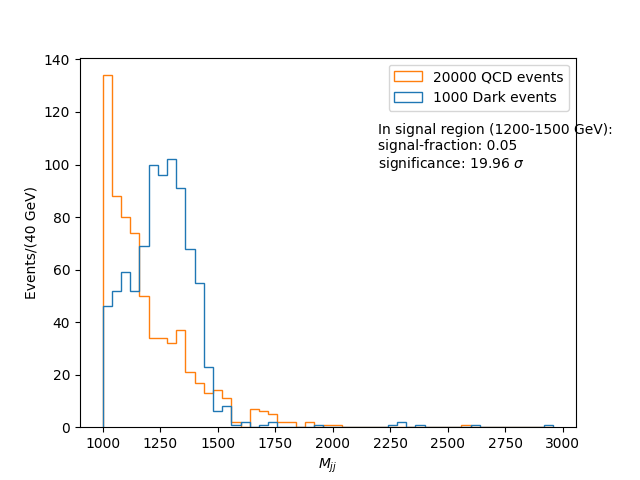 20000 QCD events
1000 Dark events
In signal region (1200-1500 GeV):
signal-fraction: 0.05
significance: 19.96 σ
Events/(40 GeV)
140
120
100
80
60
40
20
0
1000 1250 1500 1750 2000 2250 2500 2750 3000
M_jj